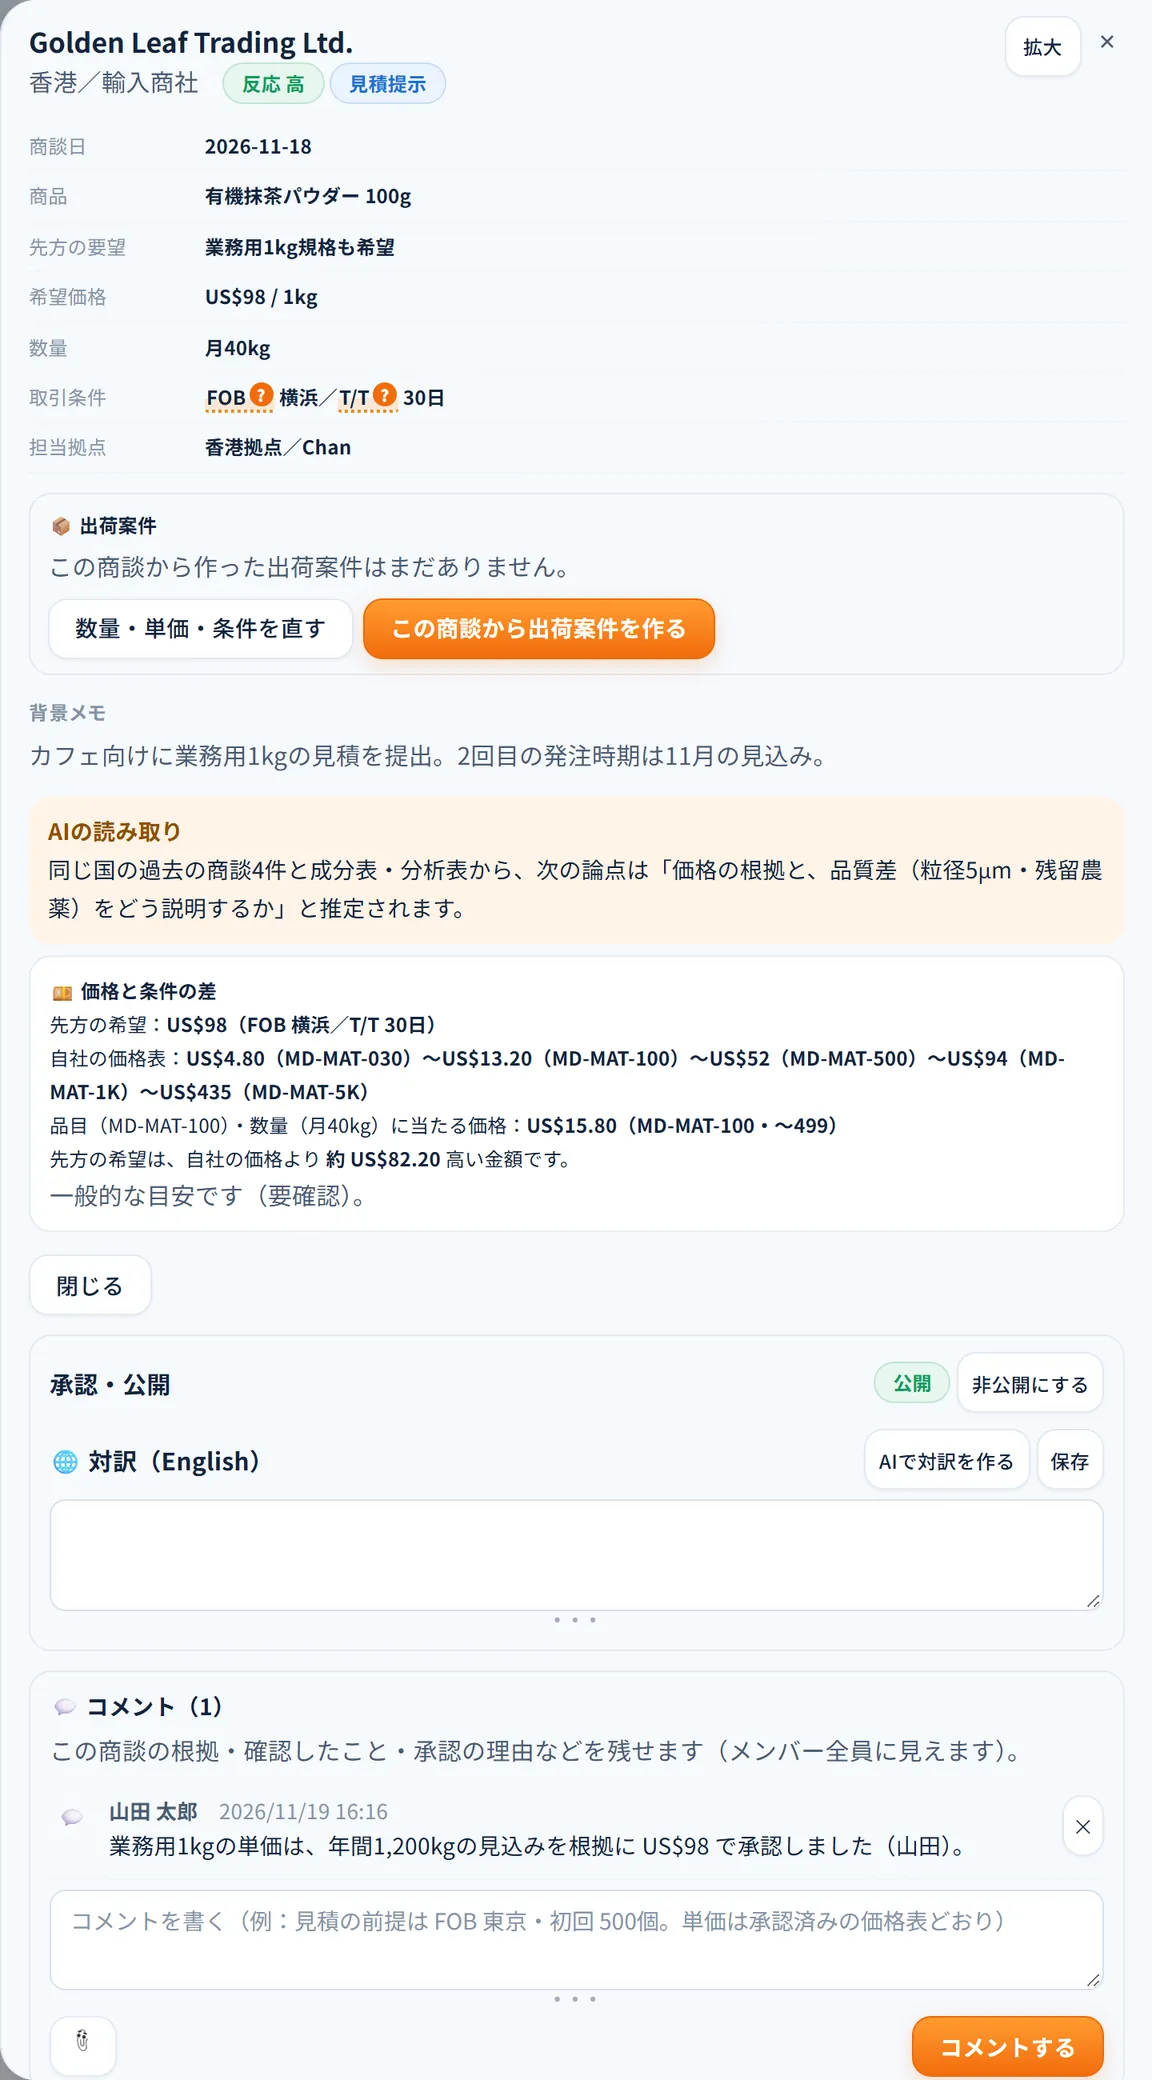 Golden Leaf Trading Ltd.
拡大
×
香港／輸入商社
反応 高
見積提示
商談日
2026-11-18
商品
有機抹茶パウダー 100g
先方の要望
業務用1kg規格も希望
希望価格
US$98 / 1kg
数量
月40kg
取引条件
FOB ? 横浜／T/T ? 30日
担当拠点
香港拠点／Chan
出荷案件
この商談から作った出荷案件はまだありません。
数量・単価・条件を直す
この商談から出荷案件を作る
背景メモ
カフェ向けに業務用1kgの見積を提出。2回目の発注時期は11月の見込み。
AIの読み取り
同じ国の過去の商談4件と成分表・分析表から、次の論点は「価格の根拠と、品質差（粒径5μm・残留農
薬）をどう説明するか」と推定されます。
価格と条件の差
先方の希望：US$98（FOB 横浜／T/T 30日）
自社の価格表：US$4.80（MD-MAT-030）～US$13.20（MD-MAT-100）～US$52（MD-MAT-500）～US$94（MD-
MAT-1K）～US$435（MD-MAT-5K）
品目（MD-MAT-100）・数量（月40kg）に当たる価格：US$15.80（MD-MAT-100・～499）
先方の希望は、自社の価格より 約 US$82.20 高い金額です。
一般的な目安です（要確認）。
閉じる
承認・公開
公開
非公開にする
対訳（English）
AIで対訳を作る
保存
コメント（1）
この商談の根拠・確認したこと・承認の理由などを残せます（メンバー全員に見えます）。
山田 太郎 2026/11/19 16:16
業務用1kgの単価は、年間1,200kgの見込みを根拠に US$98 で承認しました（山田）。
×
コメントを書く（例：見積の前提は FOB 東京・初回 500個。単価は承認済みの価格表どおり）
コメントする